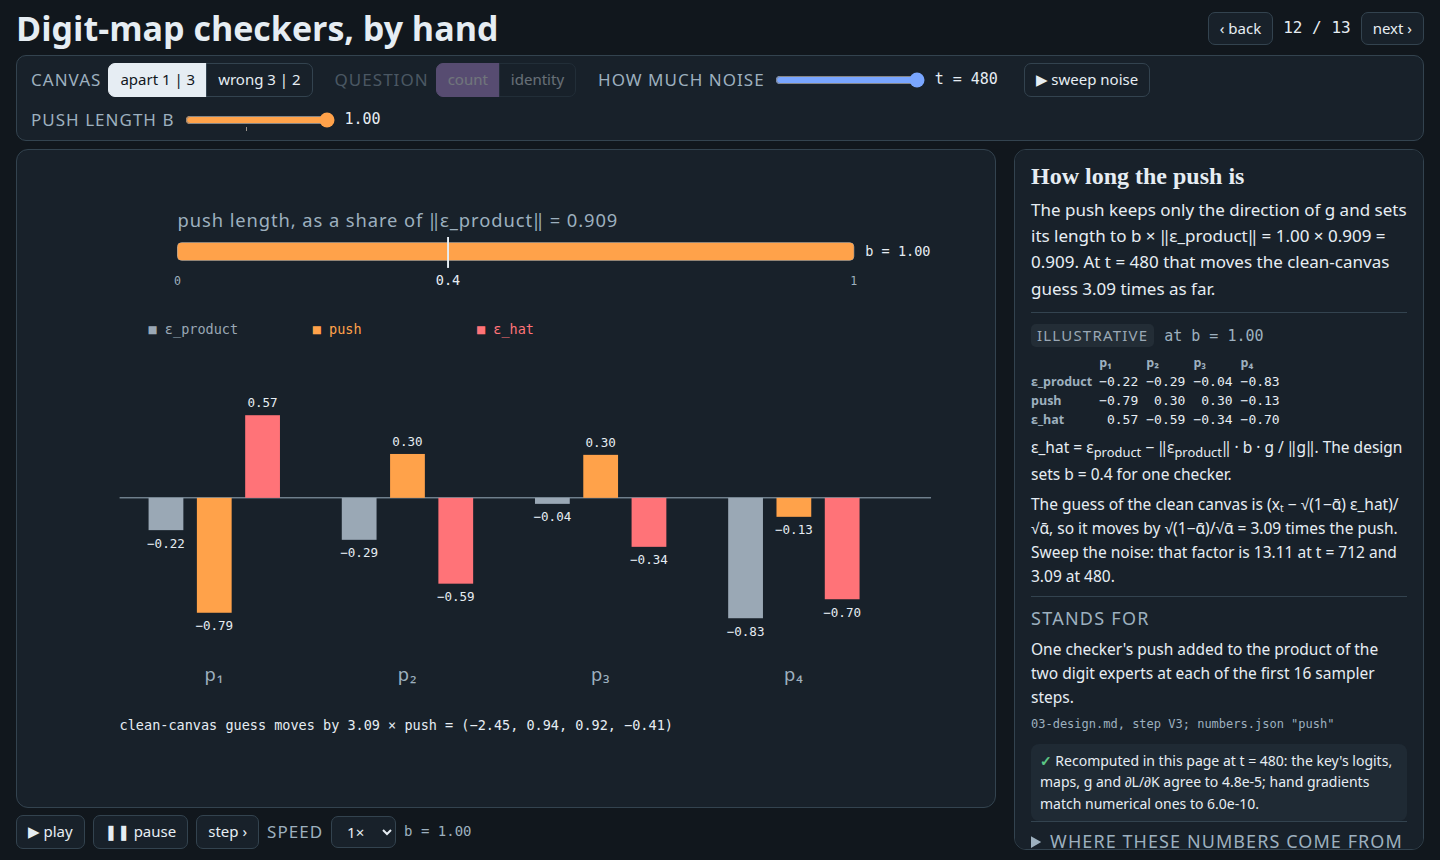 Digit-map checkers, by hand
‹ back 12 / 13 next ›
CANVAS apart 1 | 3 wrong 3 | 2 QUESTION count identity HOW MUCH NOISE t = 480 ▶ sweep noise
PUSH LENGTH B 1.00
push length, as a share of ‖ε_product‖ = 0.909
b = 1.00
0 0.4 1
■ ε_product ■ push ■ ε_hat
0.57
0.30 0.30
−0.22 −0.29 −0.04 −0.13
−0.79 −0.59 −0.34 −0.83 −0.70
p₁ p₂ p₃ p₄
clean-canvas guess moves by 3.09 × push = (−2.45, 0.94, 0.92, −0.41)
▶ play ❚❚ pause step › SPEED 1× b = 1.00
How long the push is
The push keeps only the direction of g and sets
its length to b × ‖ε_product‖ = 1.00 × 0.909 =
0.909. At t = 480 that moves the clean-canvas
guess 3.09 times as far.
ILLUSTRATIVE at b = 1.00
p₁ p₂ p₃ p₄
ε_product −0.22 −0.29 −0.04 −0.83
push −0.79 0.30 0.30 −0.13
ε_hat 0.57 −0.59 −0.34 −0.70
ε_hat = ε_product − ‖ε_product‖ · b · g / ‖g‖. The design
sets b = 0.4 for one checker.
The guess of the clean canvas is (xₜ − √(1−ᾱ) ε_hat)/
√ᾱ, so it moves by √(1−ᾱ)/√ᾱ = 3.09 times the push.
Sweep the noise: that factor is 13.11 at t = 712 and
3.09 at 480.
STANDS FOR
One checker's push added to the product of the
two digit experts at each of the first 16 sampler
steps.
03-design.md, step V3; numbers.json "push"
✓ Recomputed in this page at t = 480: the key's logits,
maps, g and ∂L/∂K agree to 4.8e-5; hand gradients
match numerical ones to 6.0e-10.
▶ WHERE THESE NUMBERS COME FROM